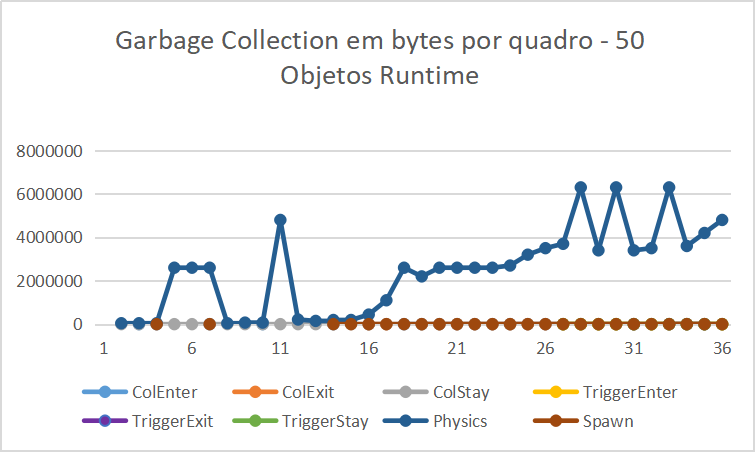 Garbage Collection em bytes por quadro - 50
Objetos Runtime
8000000
6000000
4000000
2000000
0
1 6 11 16 21 26 31 36
ColEnter ColExit ColStay TriggerEnter
TriggerExit TriggerStay Physics Spawn